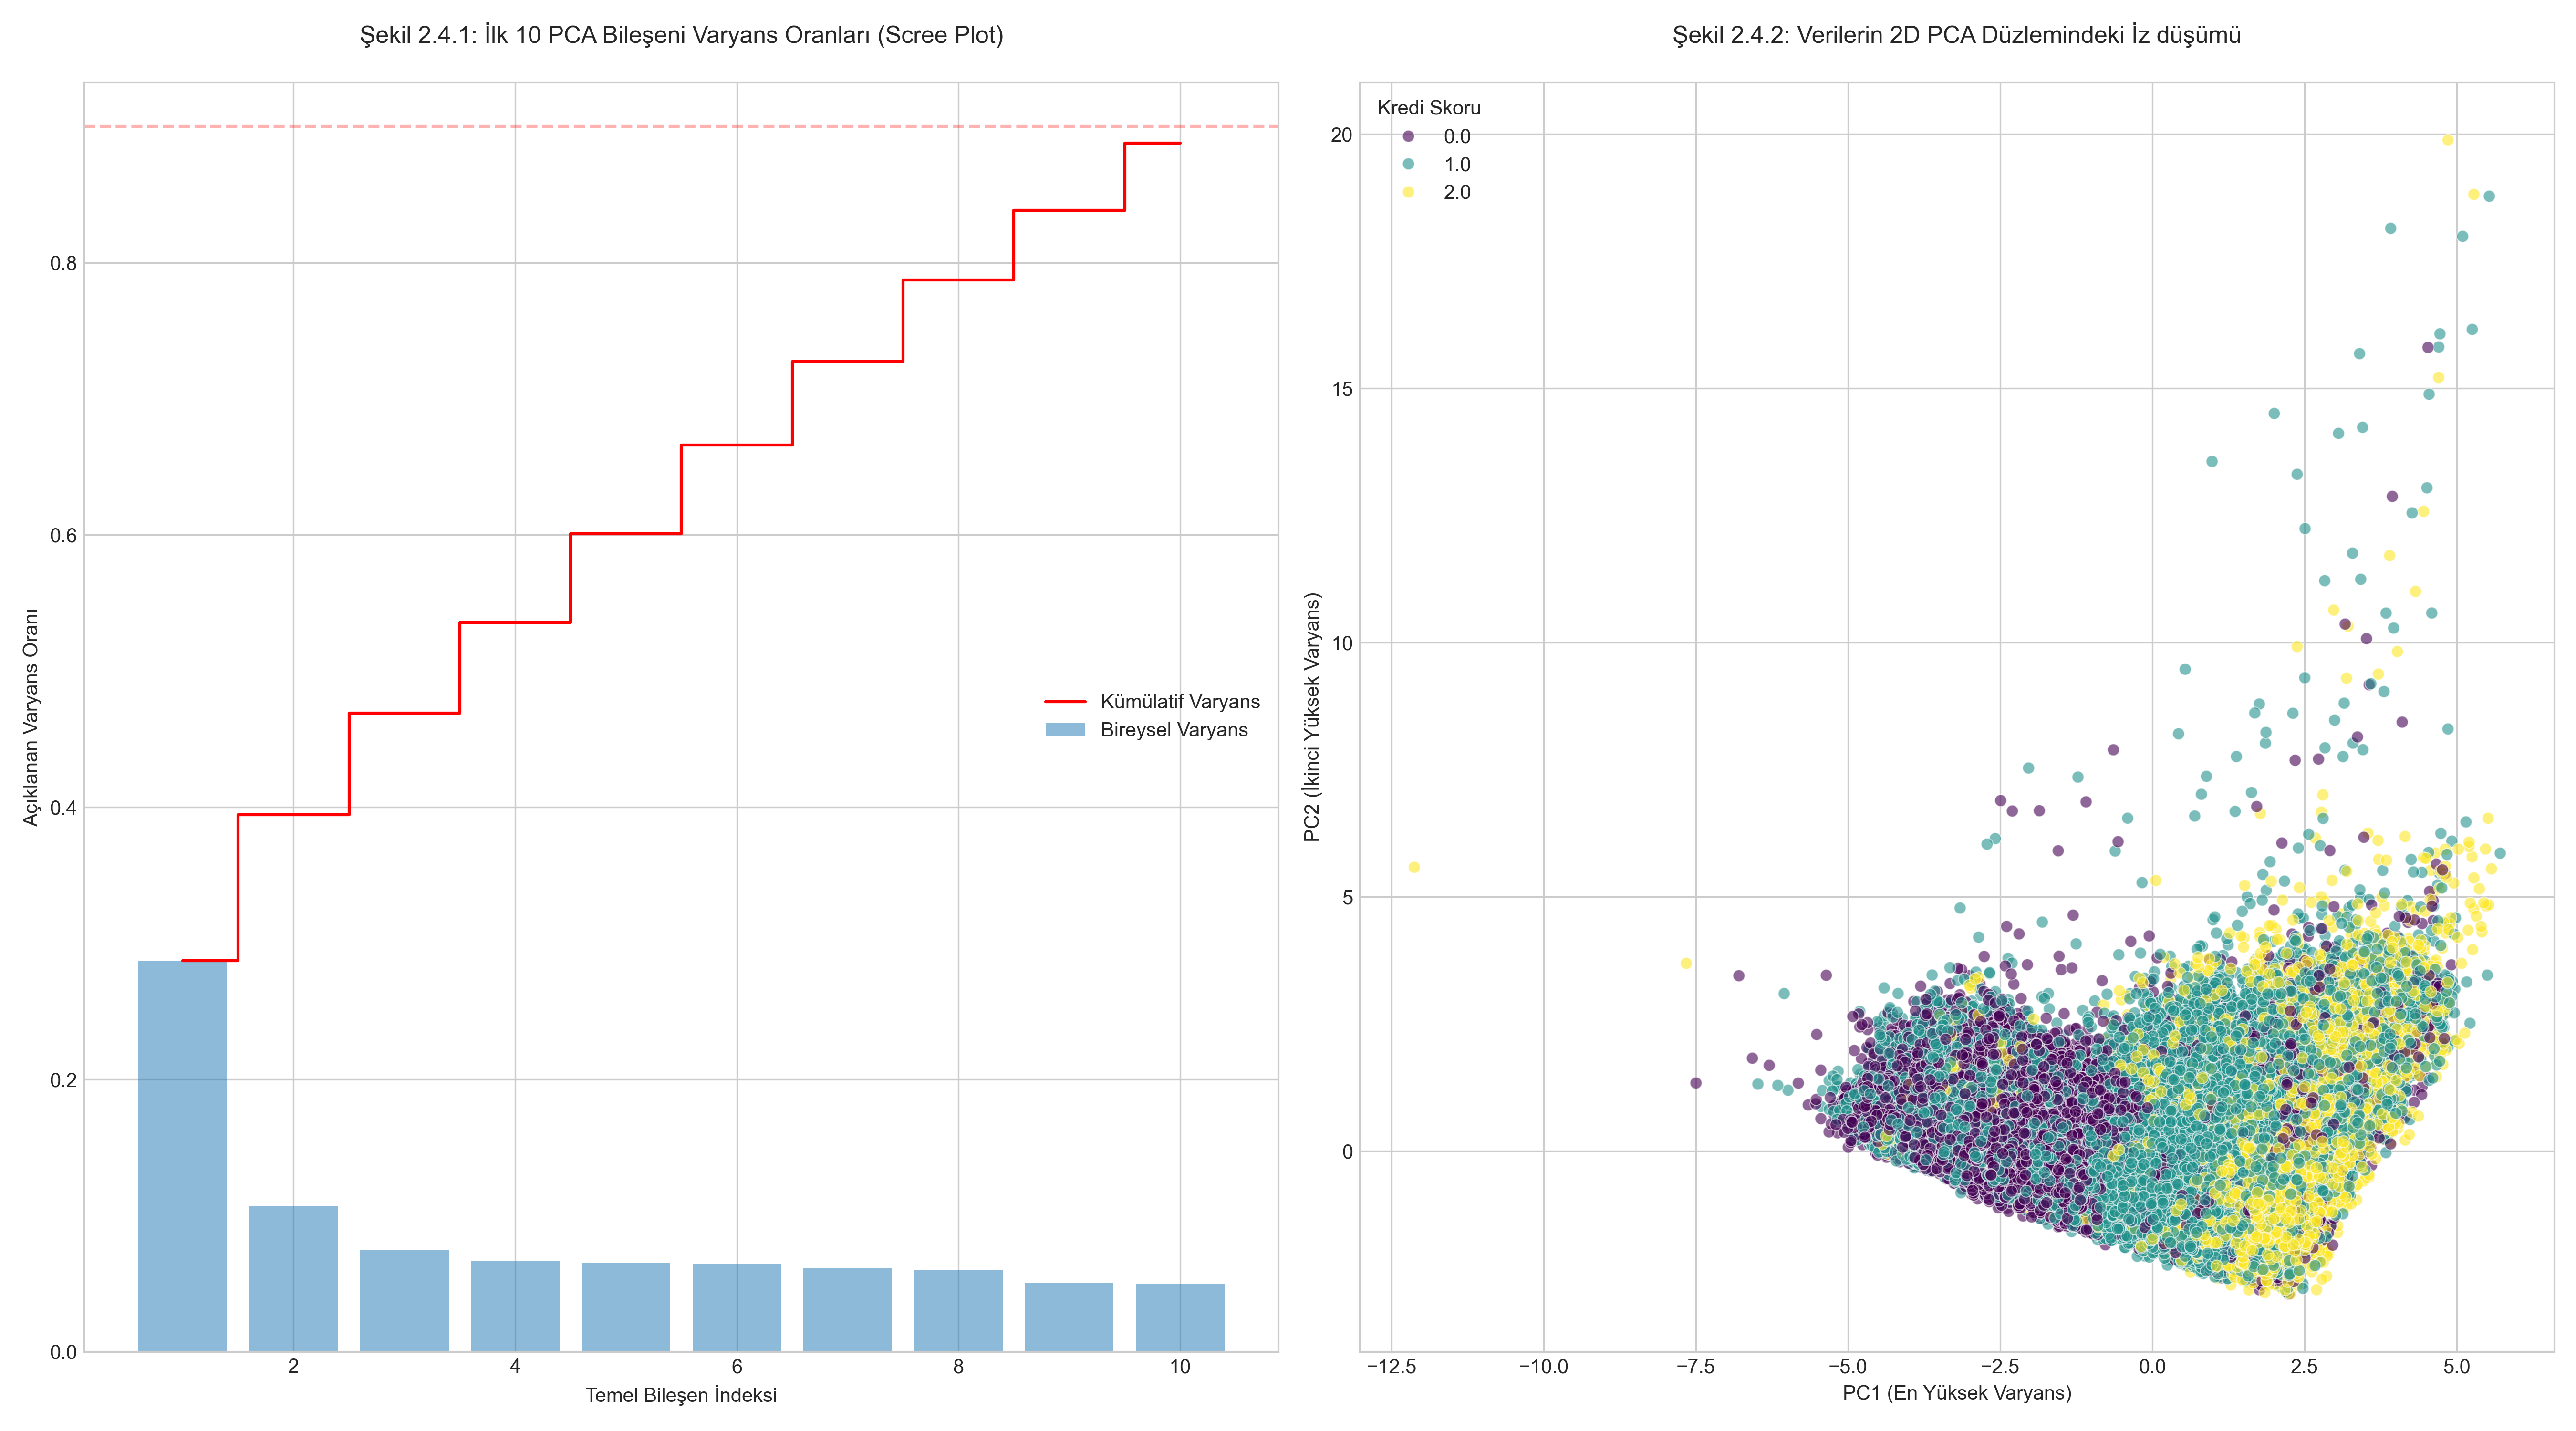 Şekil 2.4.1: İlk 10 PCA Bileşeni Varyans Oranları (Scree Plot)
Açıklanan Varyans Oranı
0.8
0.6
0.4
0.2
0.0
Kümülatif Varyans
Bireysel Varyans
2 4 6 8 10
Temel Bileşen İndeksi
Şekil 2.4.2: Verilerin 2D PCA Düzlemindeki İz düşümü
Kredi Skoru
0.0
1.0
2.0
PC2 (İkinci Yüksek Varyans)
20
15
10
5
0
−12.5 −10.0 −7.5 −5.0 −2.5 0.0 2.5 5.0
PC1 (En Yüksek Varyans)